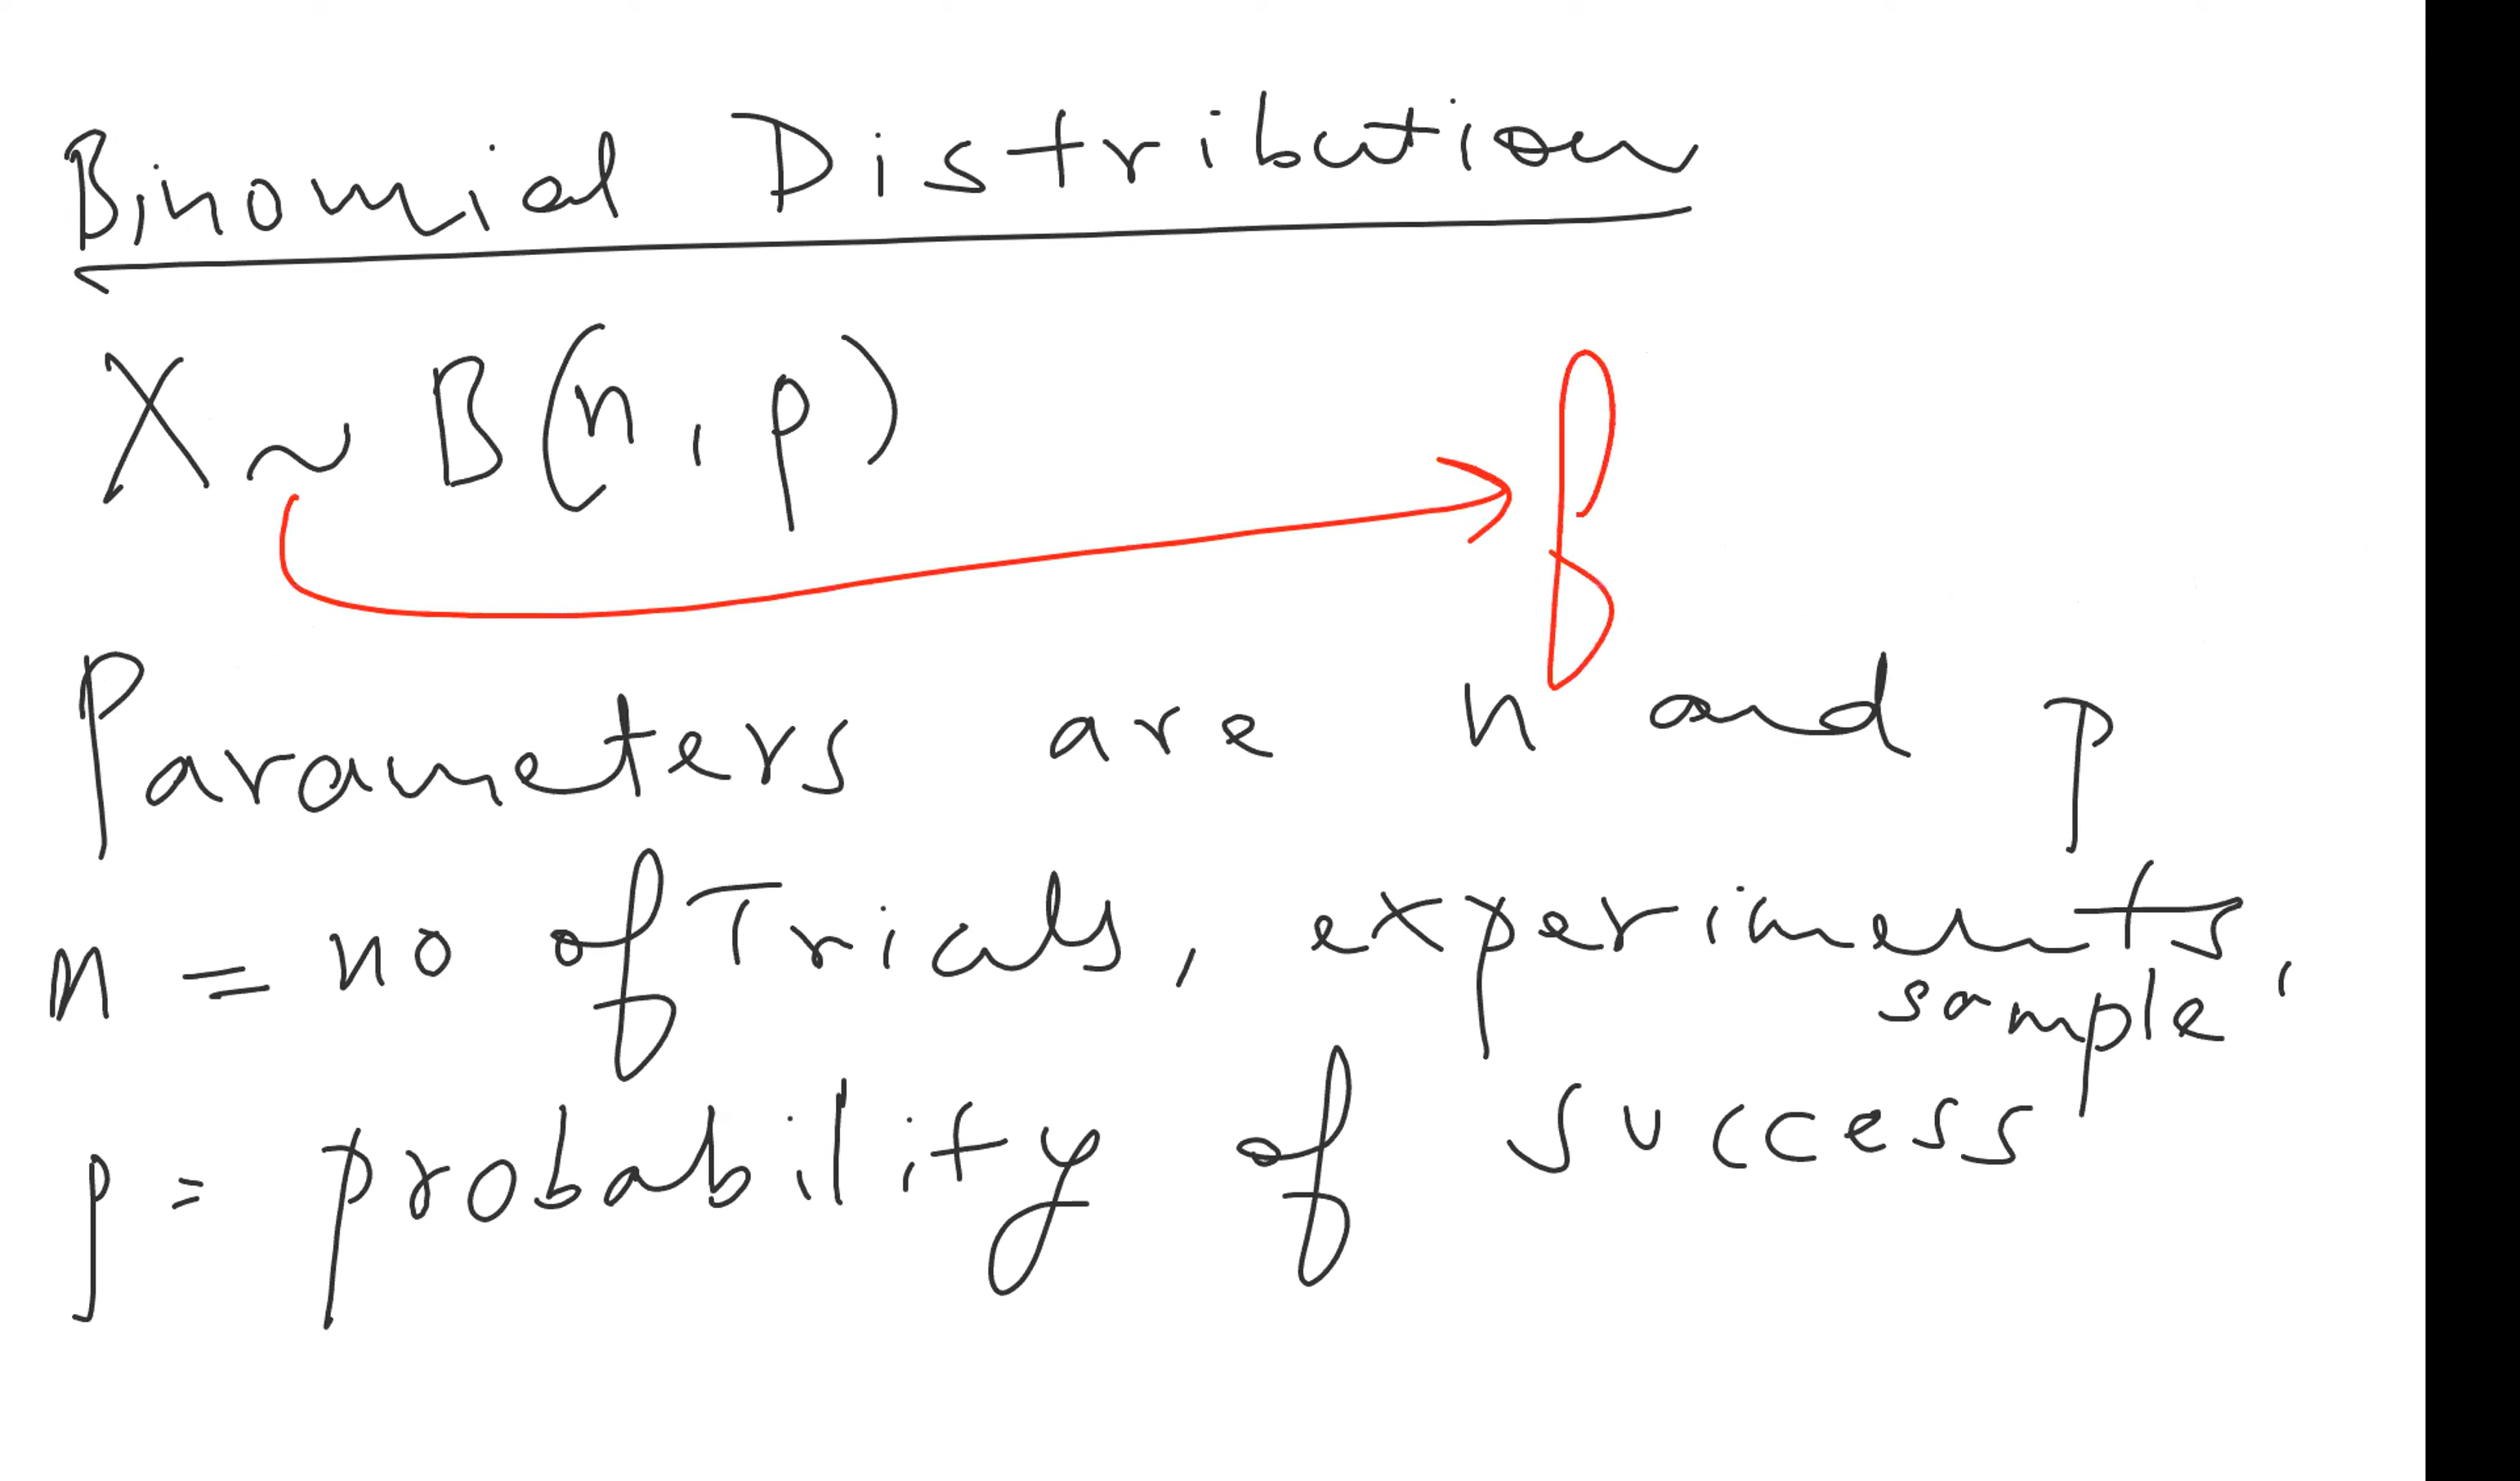 Binomial Distribution
X ~ B(n, p)
Parameters are n and p
n = no of Trials, experiments,
sample
p = probability of success